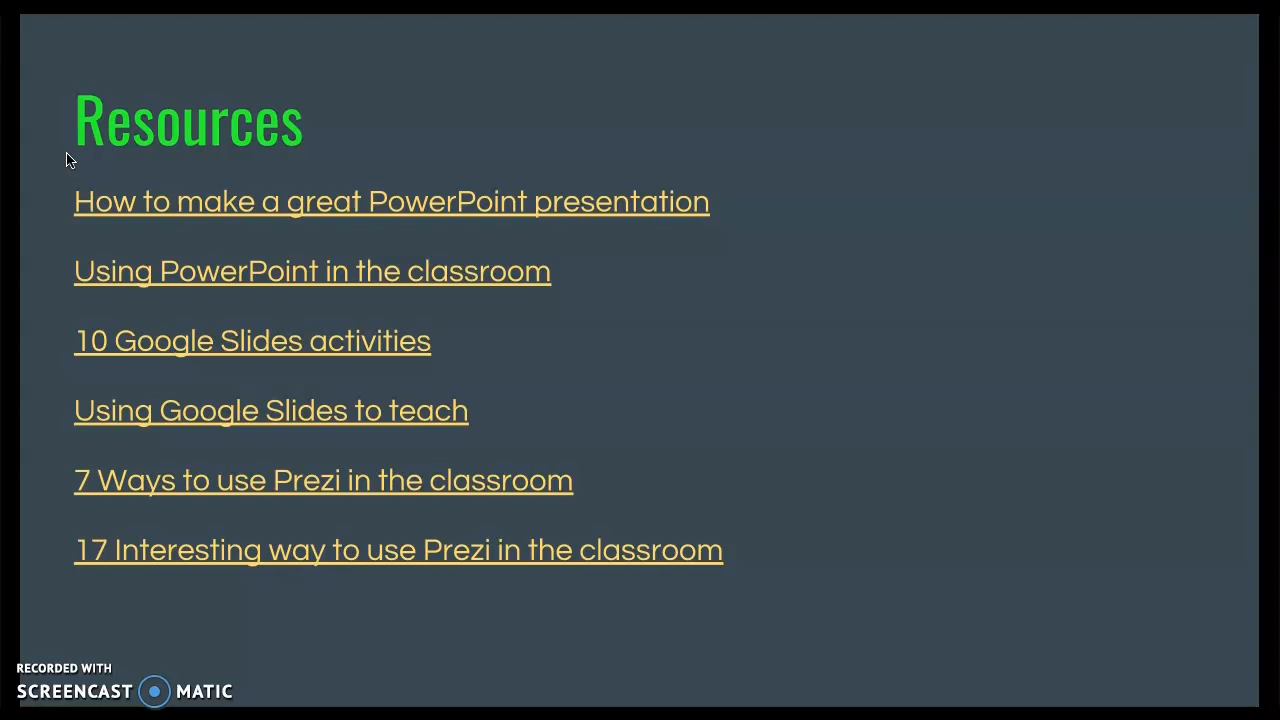 Resources
How to make a great PowerPoint presentation
Using PowerPoint in the classroom
10 Google Slides activities
Using Google Slides to teach
7 Ways to use Prezi in the classroom
17 Interesting way to use Prezi in the classroom
RECORDED WITH
SCREENCAST MATIC